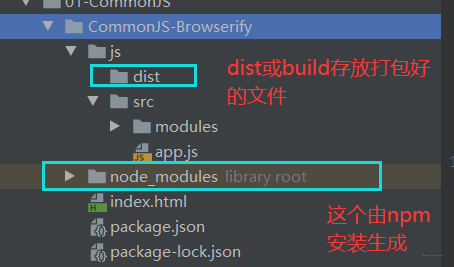 01-CommonJS
CommonJS-Browserify
js
dist
dist或build存放打包好
的文件
src
modules
app.js
node_modules library root
index.html
这个由npm
安装生成
package.json
package-lock.json